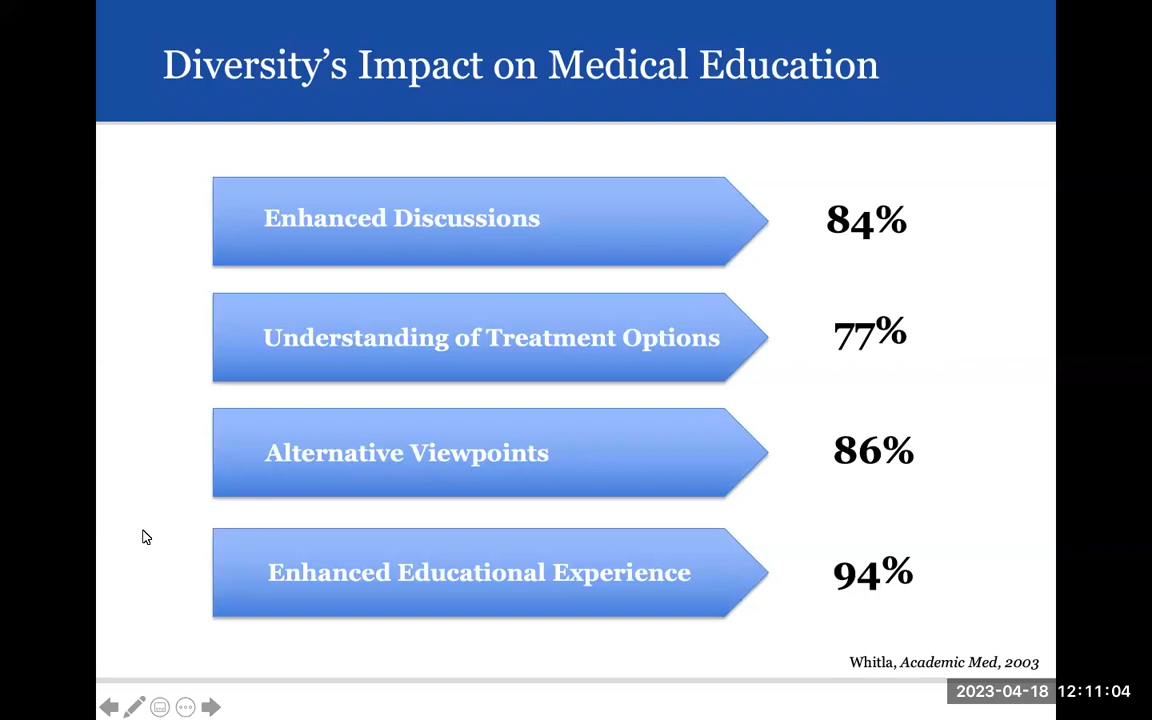 Diversity’s Impact on Medical Education
Enhanced Discussions 84%
Understanding of Treatment Options 77%
Alternative Viewpoints 86%
Enhanced Educational Experience 94%
Whitla, Academic Med, 2003
2023-04-18 12:11:04